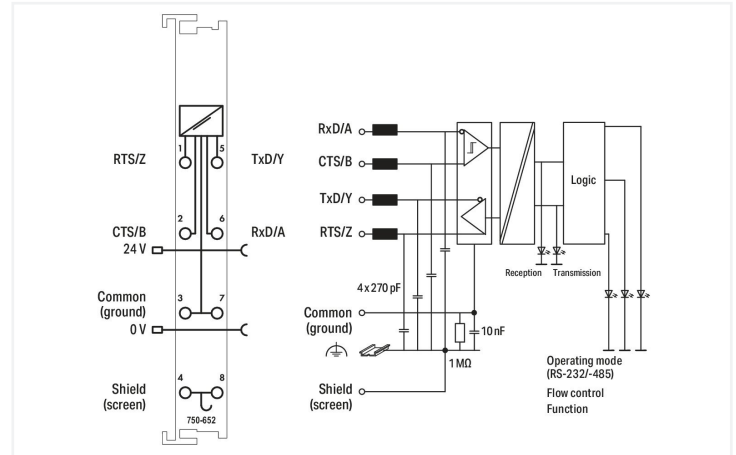 1
5
RTS/Z
TxD/Y
2
6
CTS/B
RxD/A
24 V
Common
(ground)
3
7
0 V
Shield
(screen)
4
8
750-652
RxD/A
CTS/B
TxD/Y
RTS/Z
Logic
Reception
Transmission
4 x 270 pF
Common
(ground)
10 nF
1 MΩ
Shield
(screen)
Operating mode
(RS-232/-485)
Flow control
Function